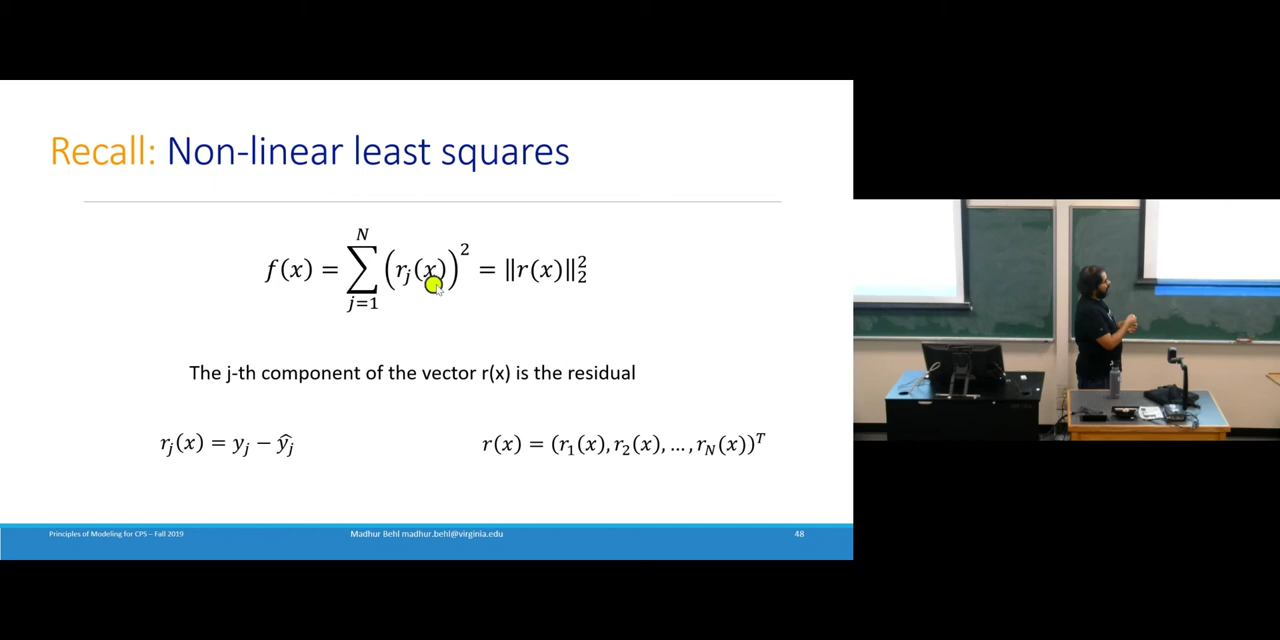 Recall: Non-linear least squares
f(x) = ∑_{j=1}^{N} (r_j(x))^2 = ‖r(x)‖_2^2
The j-th component of the vector r(x) is the residual
r_j(x) = y_j − ŷ_j
r(x) = (r_1(x), r_2(x), …, r_N(x))^T
Principles of Modeling for CPS – Fall 2019
Madhur Behl madhur.behl@virginia.edu
48